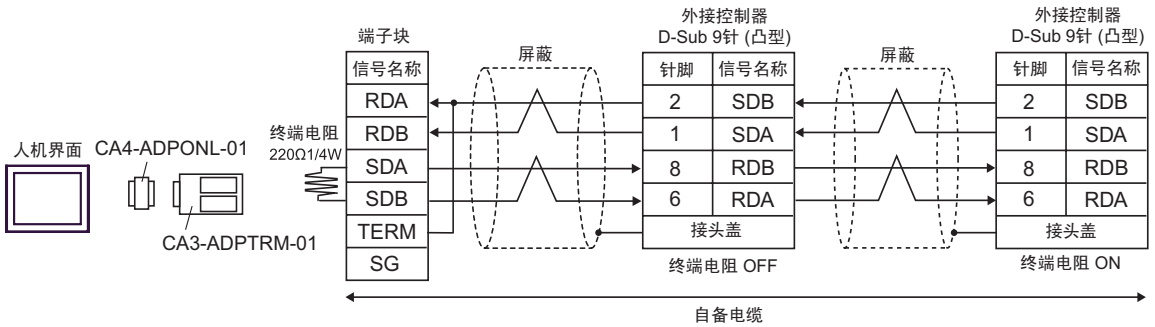 外接控制器
D-Sub 9针 (凸型)
外接控制器
D-Sub 9针 (凸型)
端子块
屏蔽
屏蔽
信号名称
针脚 信号名称
针脚 信号名称
RDA
2 SDB
2 SDB
RDB
1 SDA
1 SDA
终端电阻
220Ω1/4W
人机界面
CA4-ADPONL-01
SDA
8 RDB
8 RDB
SDB
6 RDA
6 RDA
CA3-ADPTRM-01
TERM
接头盖
接头盖
SG
终端电阻 OFF
终端电阻 ON
自备电缆